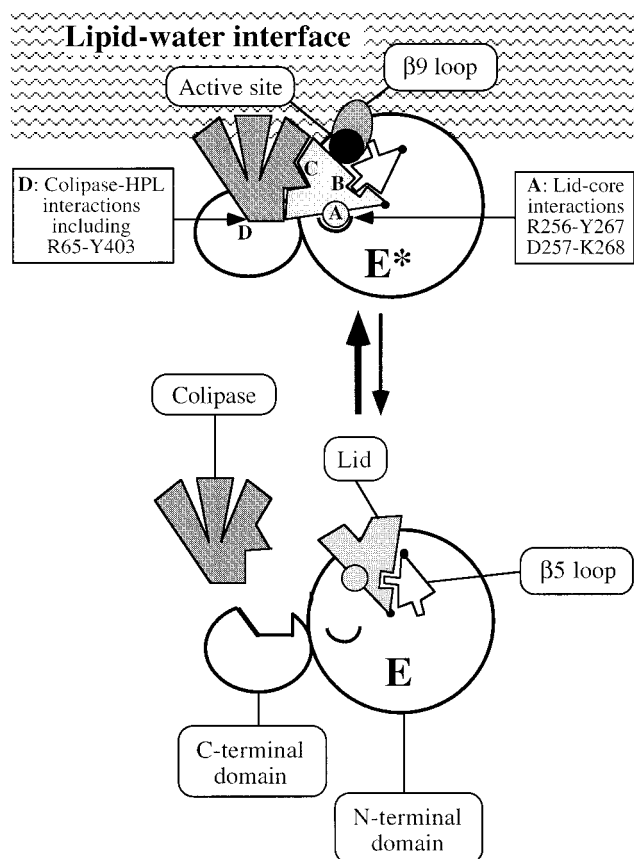 Lipid-water interface
β9 loop
Active site
C
B
D: Colipase-HPL
interactions
including
R65-Y403
A
A: Lid-core
interactions
R256-Y267
D257-K268
D
E*
Colipase
Lid
β5 loop
E
C-terminal
domain
N-terminal
domain